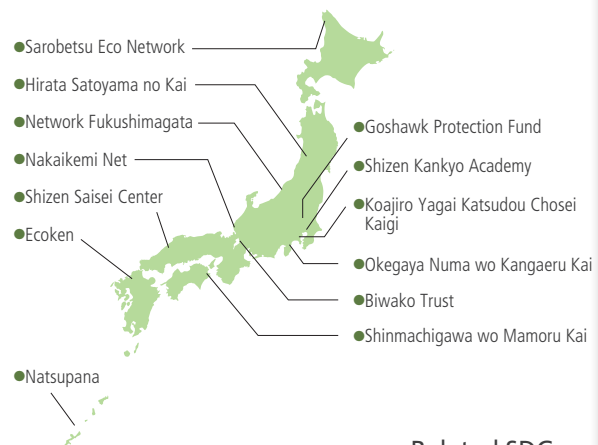 ●Sarobetsu Eco Network
●Hirata Satoyama no Kai
●Network Fukushimagata
●Nakaikemi Net
●Shizen Saisei Center
●Ecoken
●Natsupana
●Goshawk Protection Fund
●Shizen Kankyo Academy
●Koajiro Yagai Katsudou Chosei
Kaigi
●Okegaya Numa wo Kangaeru Kai
●Biwako Trust
●Shinmachigawa wo Mamoru Kai